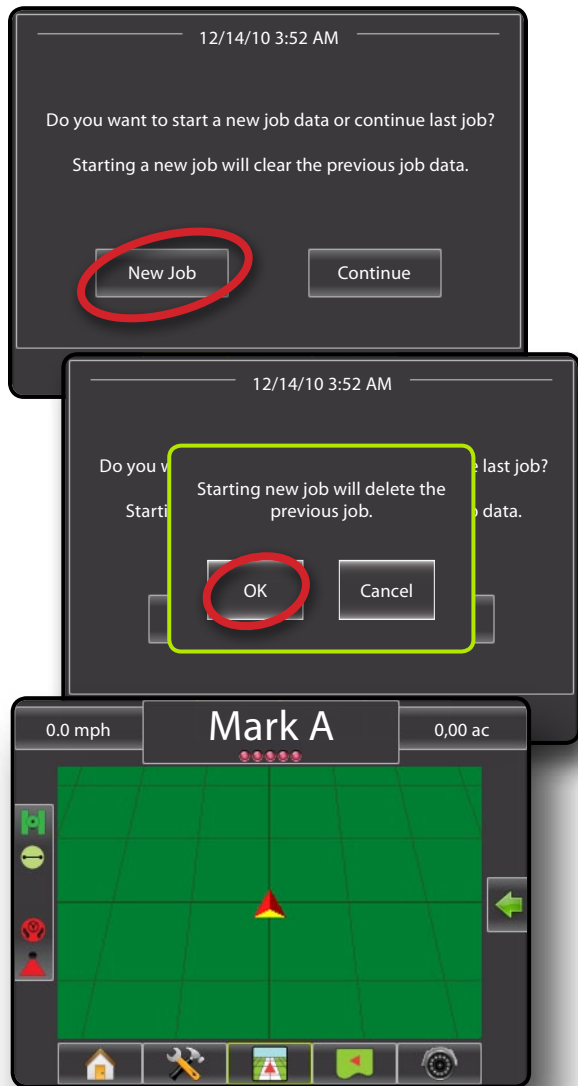 12/14/10 3:52 AM
Do you want to start a new job data or continue last job?
Starting a new job will clear the previous job data.
New Job
Continue
12/14/10 3:52 AM
Do you
last job?
Starting new job will delete the
Starti
previous job.
data.
OK
Cancel
0.0 mph
Mark A
0,00 ac